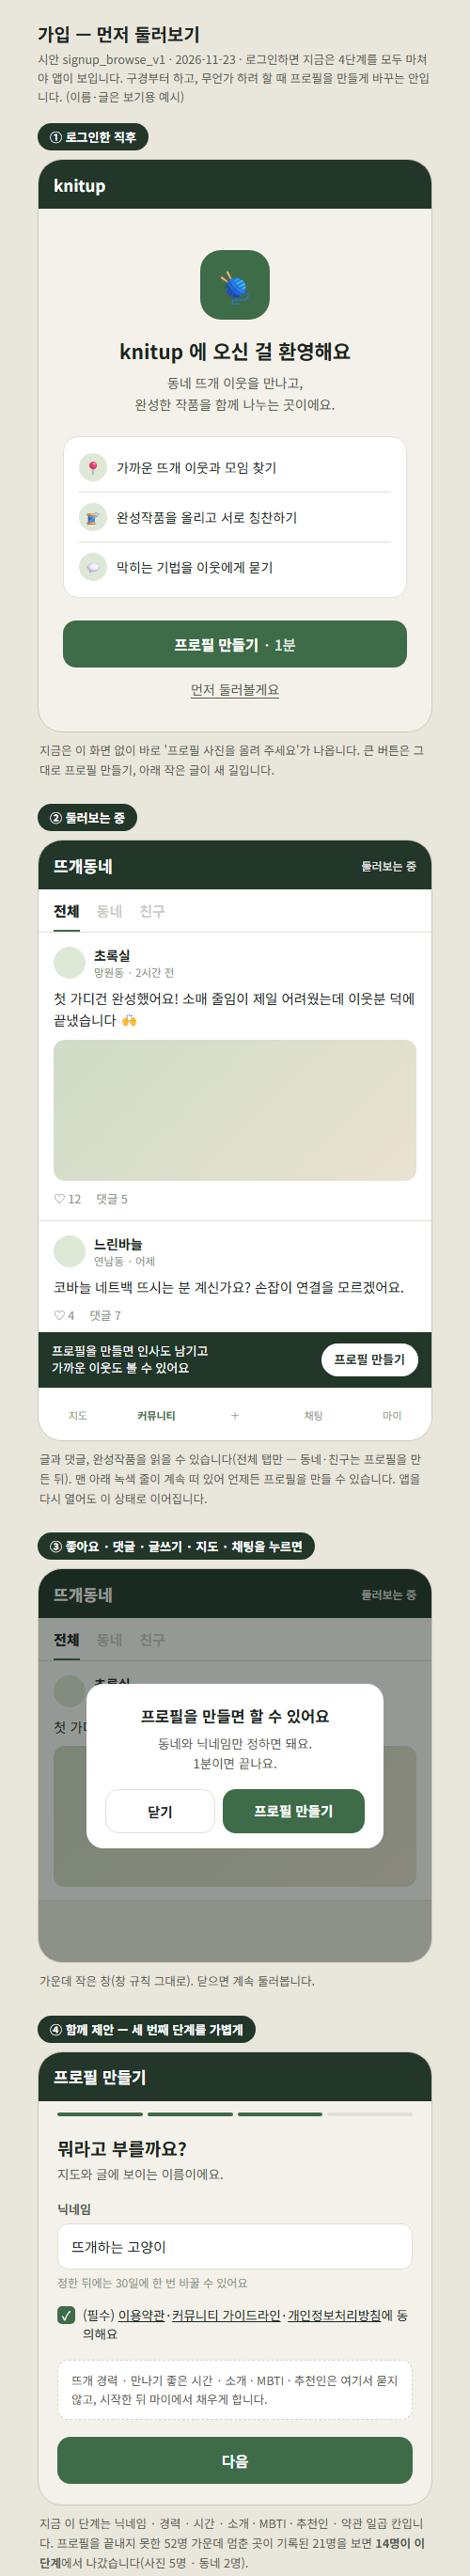 가입 — 먼저 둘러보기
시안 signup_browse_v1 · 2026-11-23 · 로그인하면 지금은 4단계를 모두 마쳐
야 앱이 보입니다. 구경부터 하고, 무언가 하려 할 때 프로필을 만들게 바꾸는 안입
니다. (이름·글은 보기용 예시)
① 로그인한 직후
knitup
knitup 에 오신 걸 환영해요
동네 뜨개 이웃을 만나고,
완성한 작품을 함께 나누는 곳이에요.
가까운 뜨개 이웃과 모임 찾기
완성작품을 올리고 서로 칭찬하기
막히는 기법을 이웃에게 묻기
프로필 만들기 · 1분
먼저 둘러볼게요
지금은 이 화면 없이 바로 '프로필 사진을 올려 주세요'가 나옵니다. 큰 버튼은 그
대로 프로필 만들기, 아래 작은 글이 새 길입니다.
② 둘러보는 중
뜨개동네
둘러보는 중
전체 동네 친구
초록실
망원동 · 2시간 전
첫 가디건 완성했어요! 소매 줄임이 제일 어려웠는데 이웃분 덕에
끝냈습니다 🙌
♡ 12 댓글 5
느린바늘
연남동 · 어제
코바늘 네트백 뜨시는 분 계신가요? 손잡이 연결을 모르겠어요.
♡ 4 댓글 7
프로필을 만들면 인사도 남기고
가까운 이웃도 볼 수 있어요
프로필 만들기
지도 커뮤니티 + 채팅 마이
글과 댓글, 완성작품을 읽을 수 있습니다(전체 탭만 — 동네·친구는 프로필을 만
든 뒤). 맨 아래 녹색 줄이 계속 떠 있어 언제든 프로필을 만들 수 있습니다. 앱을
다시 열어도 이 상태로 이어집니다.
③ 좋아요 · 댓글 · 글쓰기 · 지도 · 채팅을 누르면
뜨개동네
둘러보는 중
전체 동네 친구
초록실
첫 가디
프로필을 만들면 할 수 있어요
동네와 닉네임만 정하면 돼요.
1분이면 끝나요.
닫기
프로필 만들기
가운데 작은 창(창 규칙 그대로). 닫으면 계속 둘러봅니다.
④ 함께 제안 — 세 번째 단계를 가볍게
프로필 만들기
뭐라고 부를까요?
지도와 글에 보이는 이름이에요.
닉네임
뜨개하는 고양이
정한 뒤에는 30일에 한 번 바꿀 수 있어요
✓ (필수) 이용약관·커뮤니티 가이드라인·개인정보처리방침에 동
의해요
뜨개 경력 · 만나기 좋은 시간 · 소개 · MBTI · 추천인은 여기서 묻지
않고, 시작한 뒤 마이에서 채우게 합니다.
다음
지금 이 단계는 닉네임 · 경력 · 시간 · 소개 · MBTI · 추천인 · 약관 일곱 칸입니
다. 프로필을 끝내지 못한 52명 가운데 멈춘 곳이 기록된 21명을 보면 14명이 이
단계에서 나갔습니다(사진 5명 · 동네 2명).